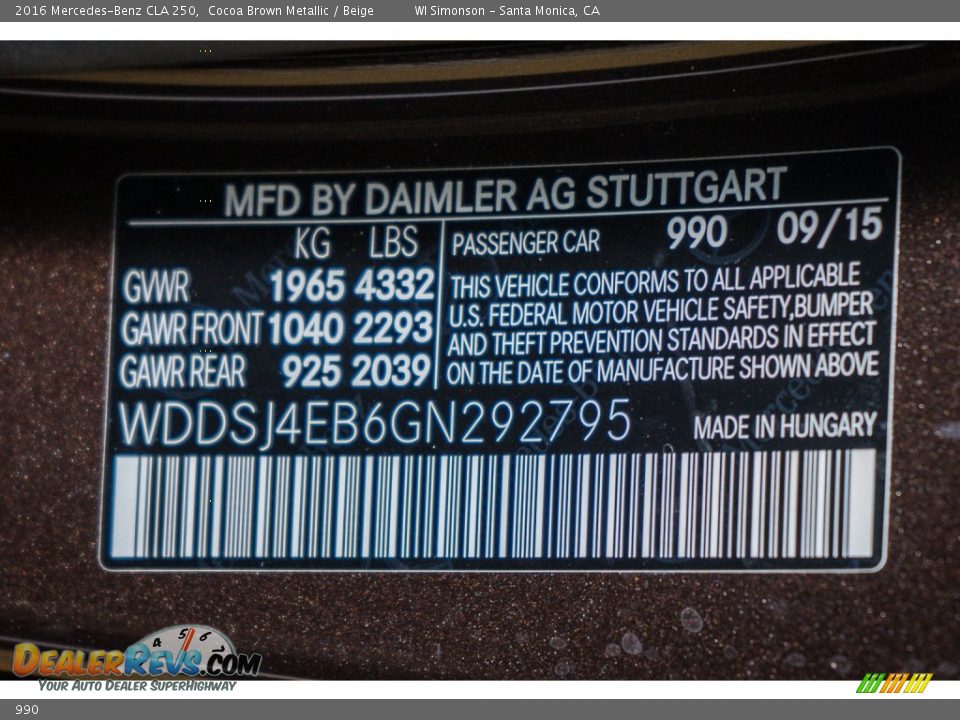 2016 Mercedes-Benz CLA 250, Cocoa Brown Metallic / Beige WI Simonson - Santa Monica, CA
MFD BY DAIMLER AG STUTTGART
KG LBS
GVWR 1965 4332
GAWR FRONT 1040 2293
GAWR REAR 925 2039
PASSENGER CAR 990 09/15
THIS VEHICLE CONFORMS TO ALL APPLICABLE
U.S. FEDERAL MOTOR VEHICLE SAFETY, BUMPER
AND THEFT PREVENTION STANDARDS IN EFFECT
ON THE DATE OF MANUFACTURE SHOWN ABOVE
WDDSJ4EB6GN292795 MADE IN HUNGARY
4 5 6
DEALERREVS.COM
YOUR AUTO DEALER SUPERHIGHWAY
990